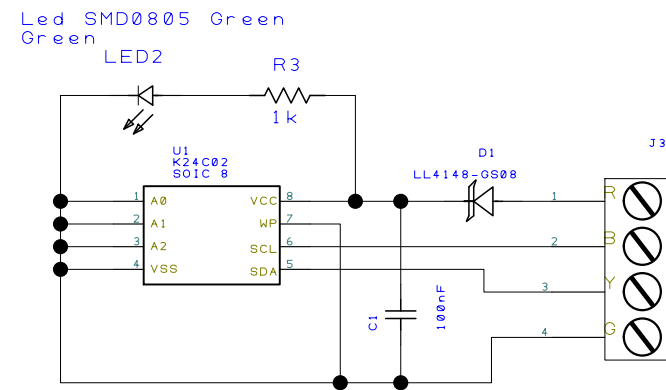 Led SMD0805 Green
Green
LED2
R3
1k
U1
K24C02
SOIC 8
D1
LL4148-GS08
J3
1 A0
2 A1
3 A2
4 VSS
VCC 8
WP 7
SCL 6
SDA 5
1 R
2 B
3 Y
4 G
C1
100nF